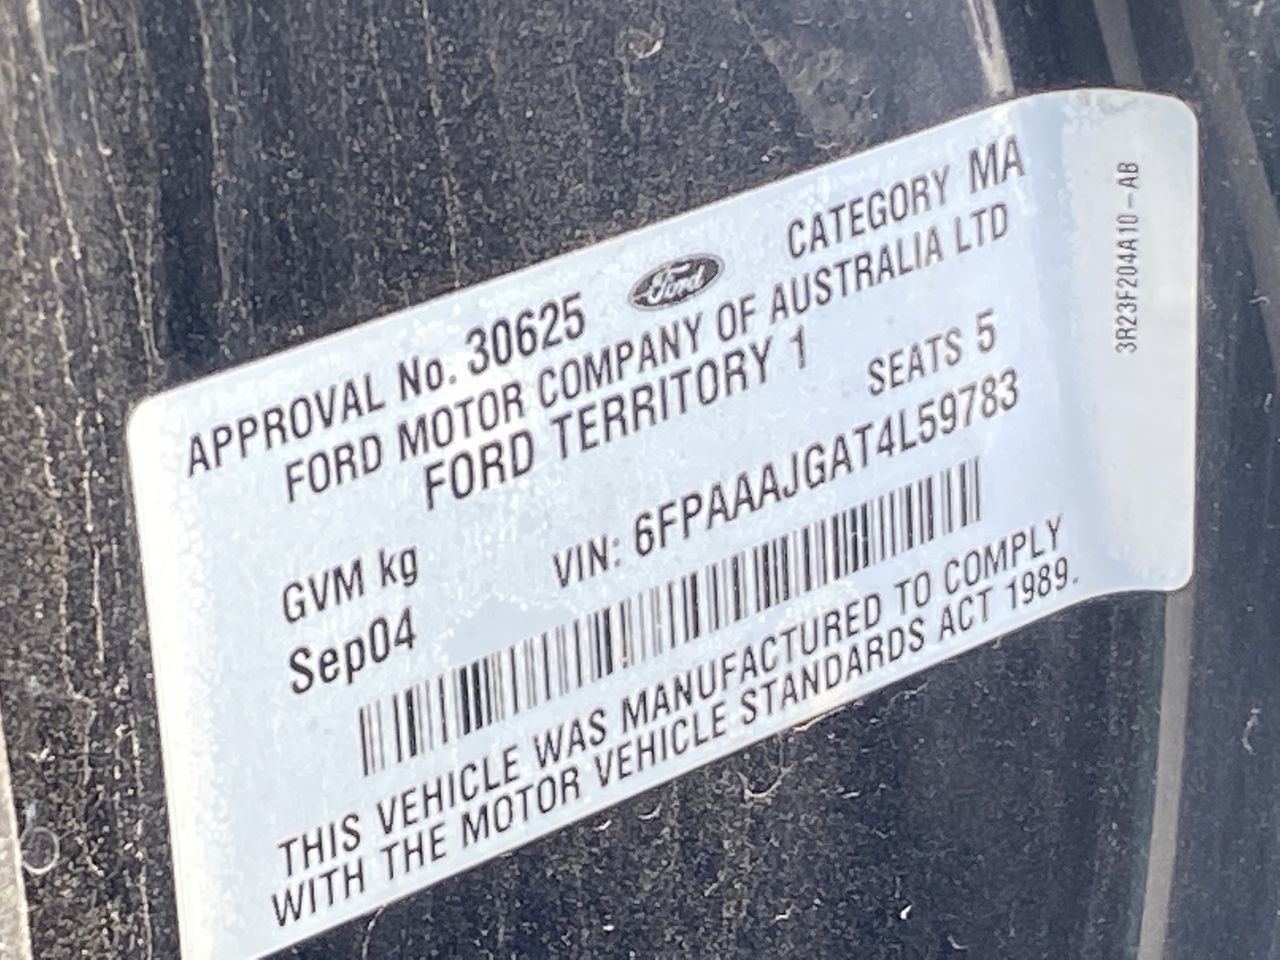 APPROVAL No. 30625 Ford CATEGORY MA
FORD MOTOR COMPANY OF AUSTRALIA LTD
FORD TERRITORY 1
SEATS 5
GVM kg
VIN: 6FPAAAJGAT4L59783
Sep04
THIS VEHICLE WAS MANUFACTURED TO COMPLY
WITH THE MOTOR VEHICLE STANDARDS ACT 1989.
3R23F204A10-AB